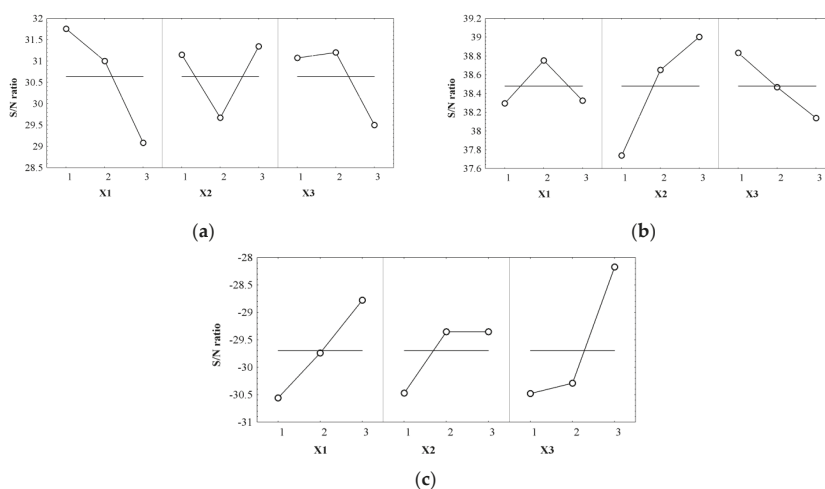 32
31.5
31
30.5
30
29.5
29
28.5
S/N ratio
1 2 3 1 2 3 1 2 3
X1 X2 X3
(a)
39.2
39
38.8
38.6
38.4
38.2
38
37.8
37.6
S/N ratio
1 2 3 1 2 3 1 2 3
X1 X2 X3
(b)
-28
-28.5
-29
-29.5
-30
-30.5
-31
S/N ratio
1 2 3 1 2 3 1 2 3
X1 X2 X3
(c)